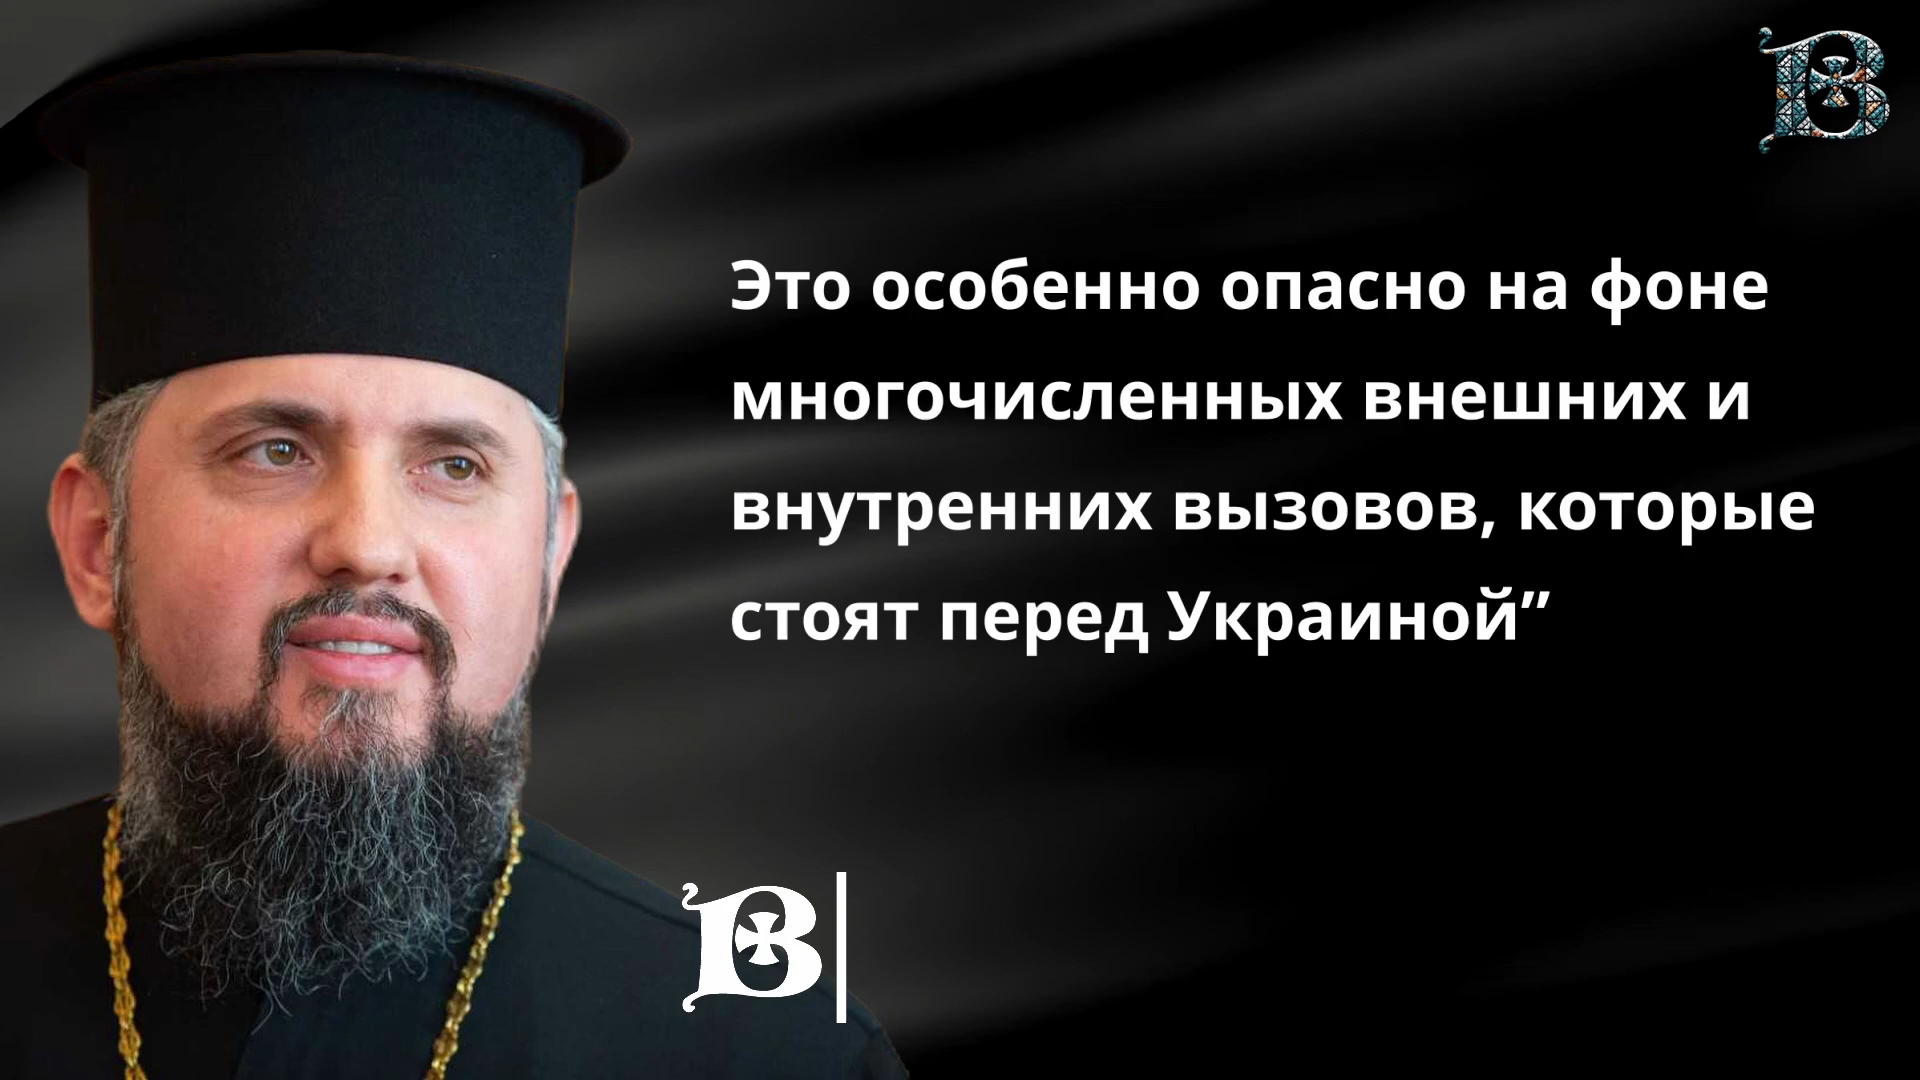 Это особенно опасно на фоне
многочисленных внешних и
внутренних вызовов, которые
стоят перед Украиной”
B
B